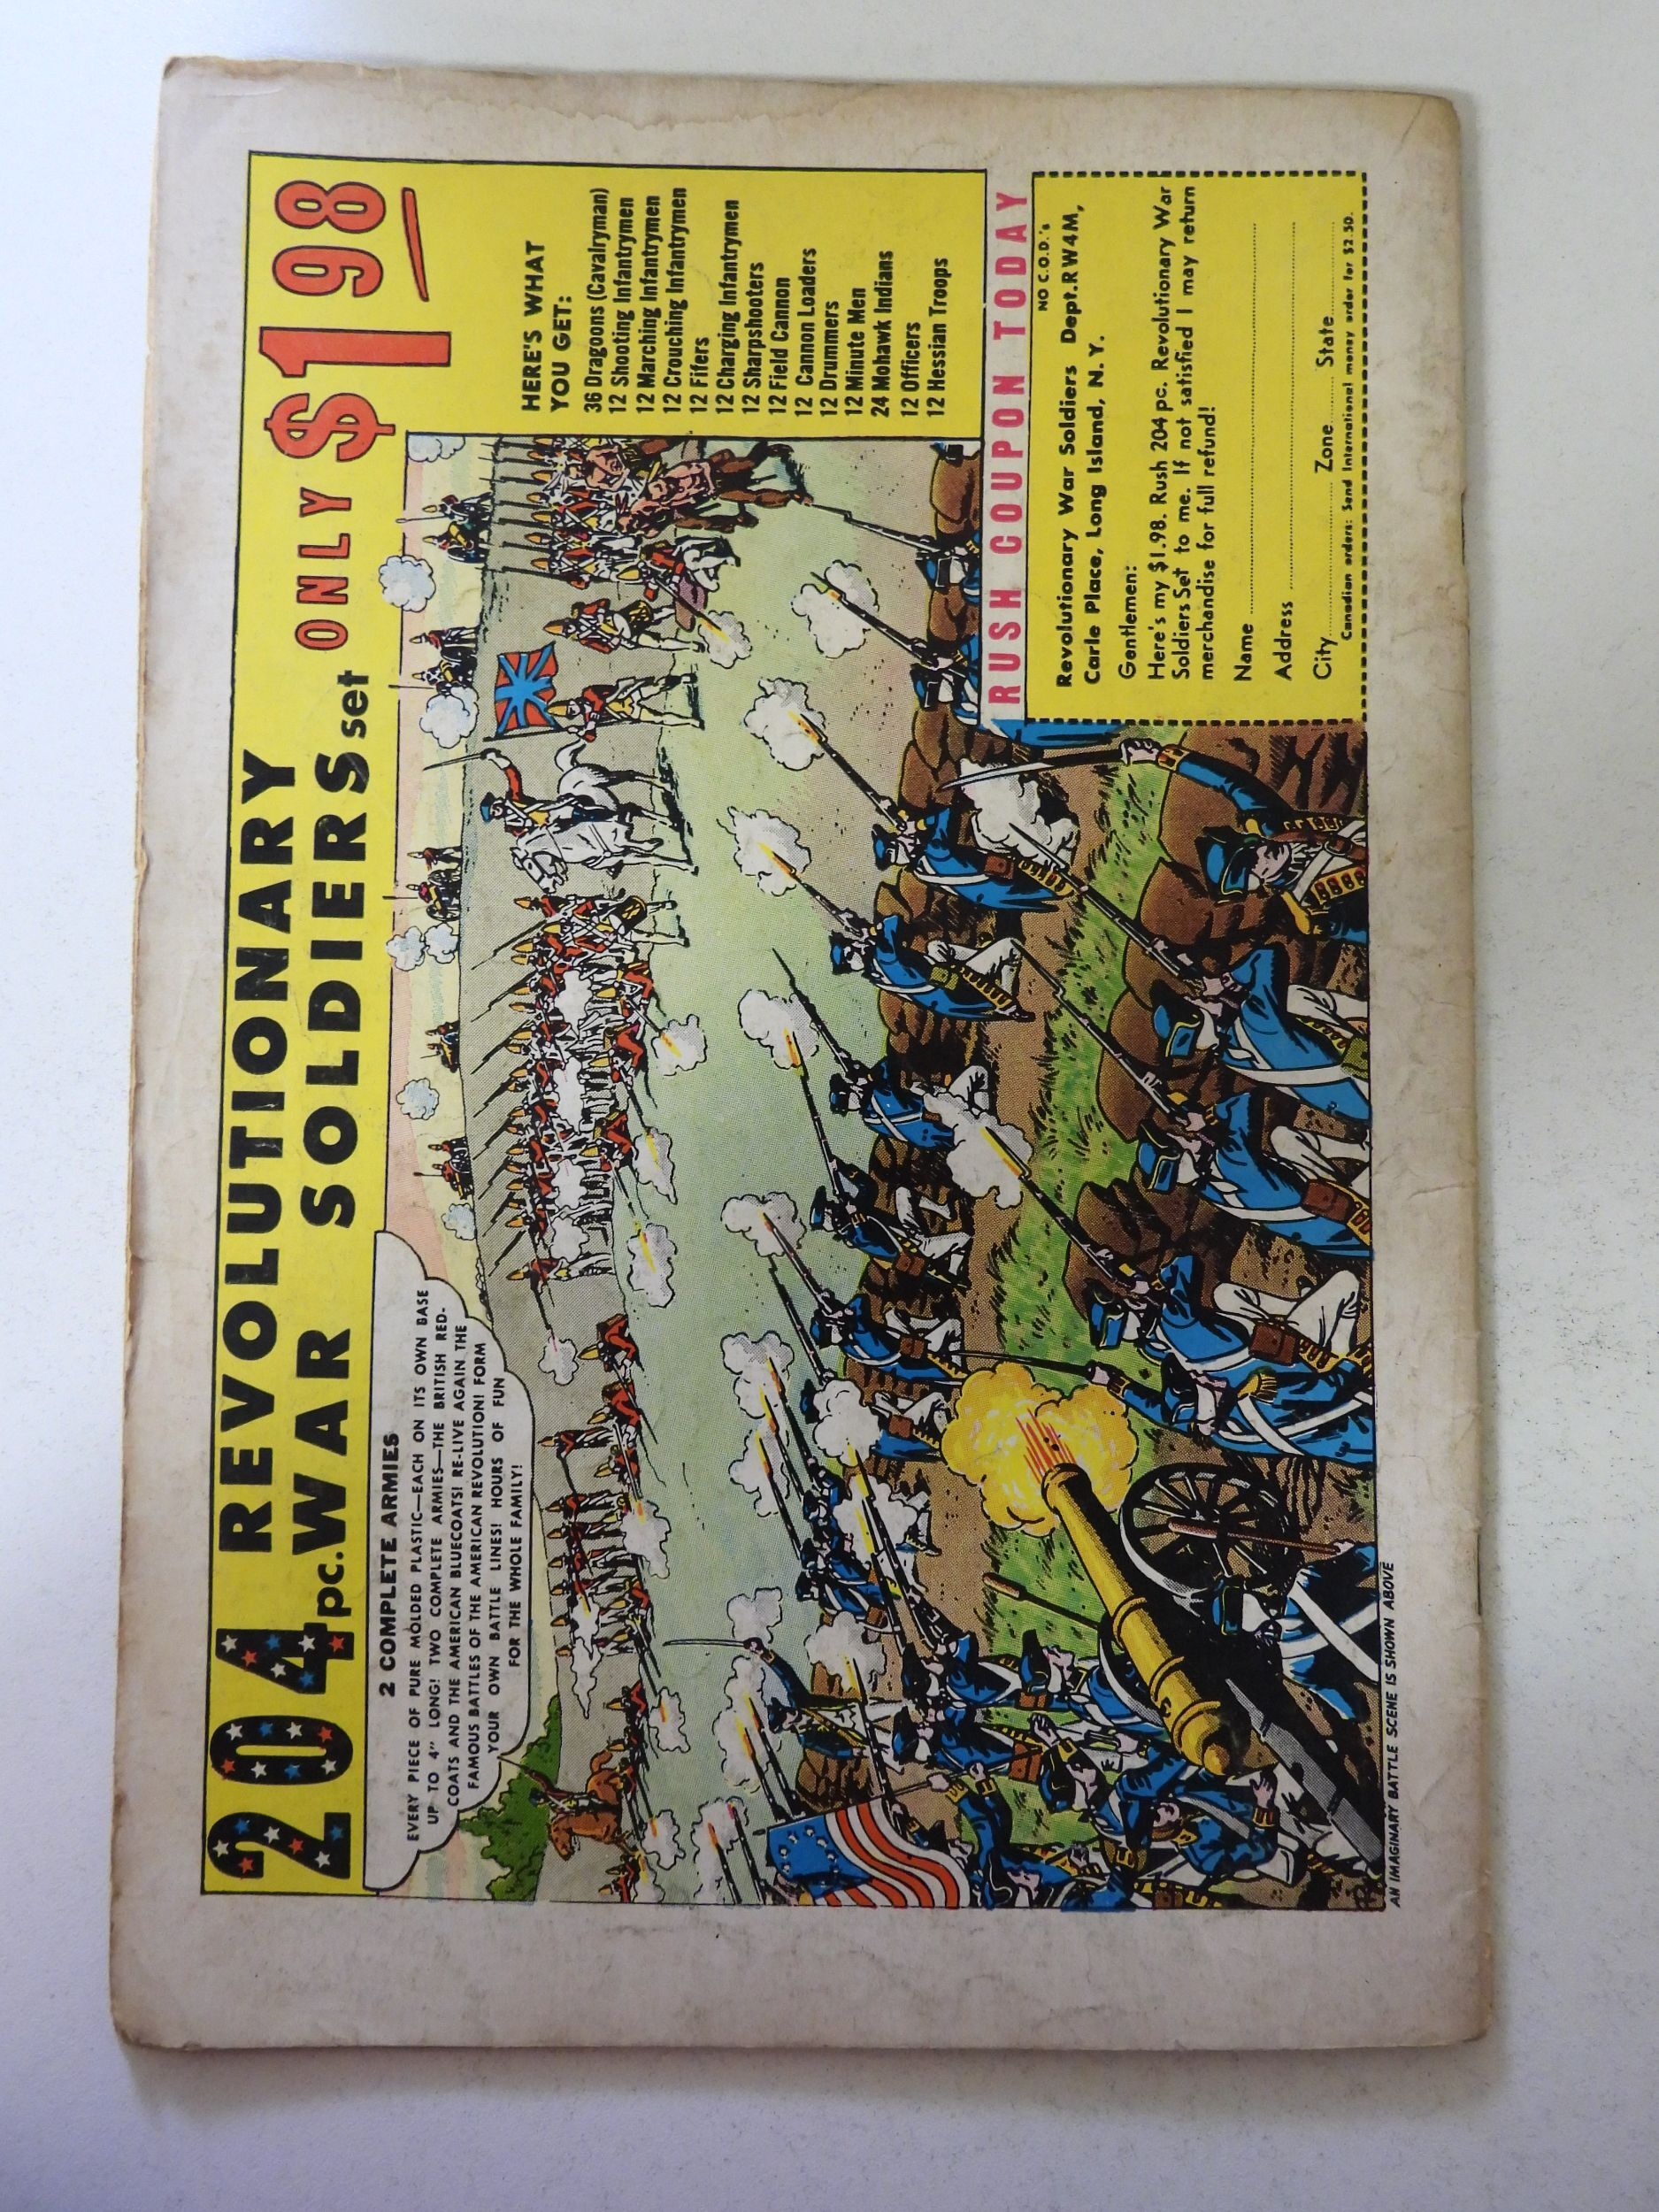 204 REVOLUTIONARY
pc. WAR SOLDIERS set ONLY $1 98
2 COMPLETE ARMIES
EVERY PIECE OF PURE MOLDED PLASTIC—EACH ON ITS OWN BASE
UP TO 4" LONG! TWO COMPLETE ARMIES—THE BRITISH RED-
COATS AND THE AMERICAN BLUECOATS! RE-LIVE AGAIN THE
FAMOUS BATTLES OF THE AMERICAN REVOLUTION! FORM
YOUR OWN BATTLE LINES! HOURS OF FUN
FOR THE WHOLE FAMILY!
HERE'S WHAT
YOU GET:
36 Dragoons (Cavalryman)
12 Shooting Infantrymen
12 Marching Infantrymen
12 Crouching Infantrymen
12 Fifers
12 Charging Infantrymen
12 Sharpshooters
12 Field Cannon
12 Cannon Loaders
12 Drummers
12 Minute Men
24 Mohawk Indians
12 Officers
12 Hessian Troops
RUSH COUPON TODAY
NO C.O.D.'s
Revolutionary War Soldiers Dept.RW4M,
Carle Place, Long Island, N. Y.
Gentlemen:
Here's my $1.98. Rush 204 pc. Revolutionary War
Soldiers Set to me. If not satisfied I may return
merchandise for full refund!
Name
Address
City Zone State
Canadian orders: Send International money order for $2.50.
AN IMAGINARY BATTLE SCENE IS SHOWN ABOVE